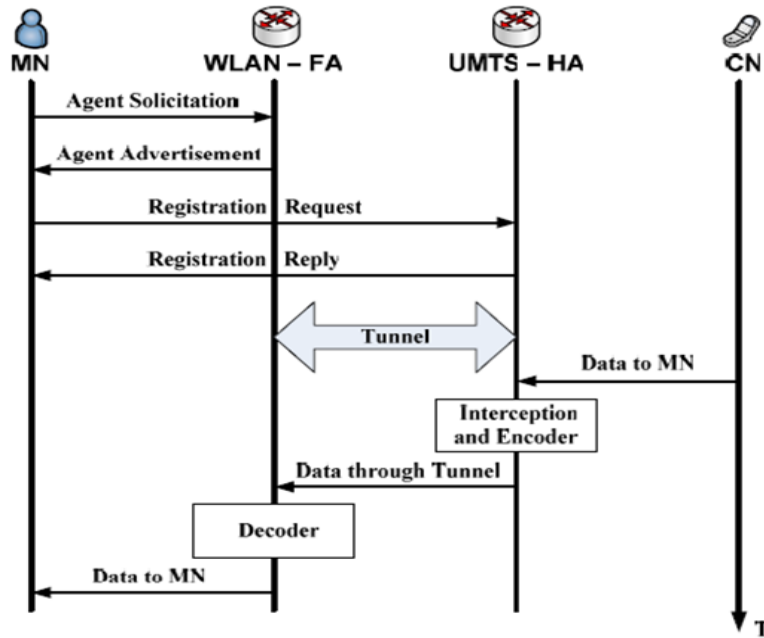 MN
WLAN – FA
UMTS – HA
CN
Agent Solicitation
Agent Advertisement
Registration Request
Registration Reply
Tunnel
Data to MN
Interception
and Encoder
Data through Tunnel
Decoder
Data to MN
T